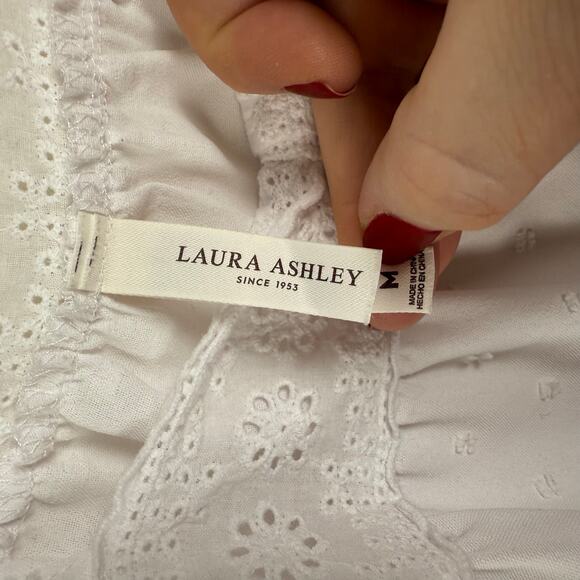 LAURA ASHLEY
SINCE 1953
M
MADE IN CHINA
HECHO EN CHINA